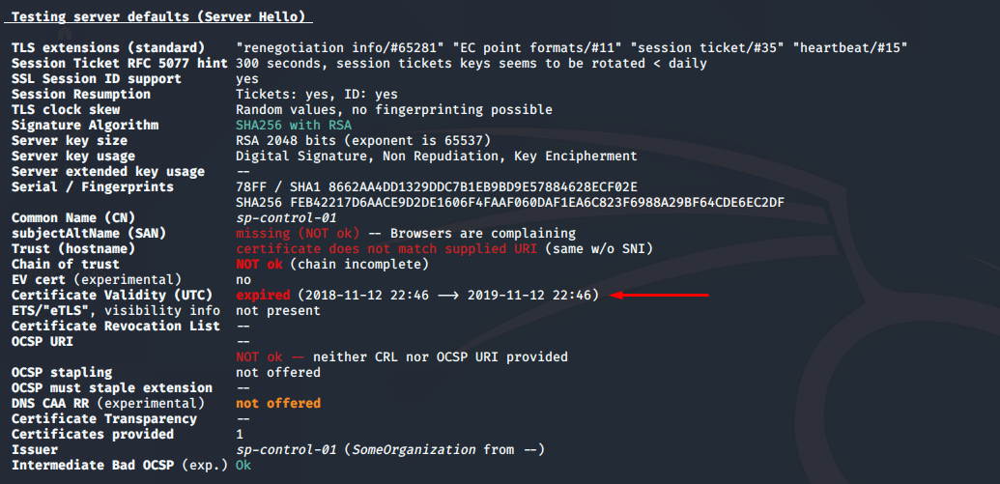 Testing server defaults (Server Hello)
TLS extensions (standard) "renegotiation info/#65281" "EC point formats/#11" "session ticket/#35" "heartbeat/#15"
Session Ticket RFC 5077 hint 300 seconds, session tickets keys seems to be rotated < daily
SSL Session ID support yes
Session Resumption Tickets: yes, ID: yes
TLS clock skew Random values, no fingerprinting possible
Signature Algorithm SHA256 with RSA
Server key size RSA 2048 bits (exponent is 65537)
Server key usage Digital Signature, Non Repudiation, Key Encipherment
Server extended key usage --
Serial / Fingerprints 78FF / SHA1 8662AA4DD1329DDC7B1EB9BD9E57884628ECF02E
SHA256 FEB42217D6AACE9D2DE1606F4FAAF060DAF1EA6C823F6988A29BF64CDE6EC2DF
Common Name (CN) sp-control-01
subjectAltName (SAN) missing (NOT ok) -- Browsers are complaining
Trust (hostname) certificate does not match supplied URI (same w/o SNI)
Chain of trust NOT ok (chain incomplete)
EV cert (experimental) no
Certificate Validity (UTC) expired (2018-11-12 22:46 --> 2019-11-12 22:46)
ETS/"eTLS", visibility info not present
Certificate Revocation List --
OCSP URI --
NOT ok -- neither CRL nor OCSP URI provided
OCSP stapling not offered
OCSP must staple extension --
DNS CAA RR (experimental) not offered
Certificate Transparency --
Certificates provided 1
Issuer sp-control-01 (SomeOrganization from --)
Intermediate Bad OCSP (exp.) Ok